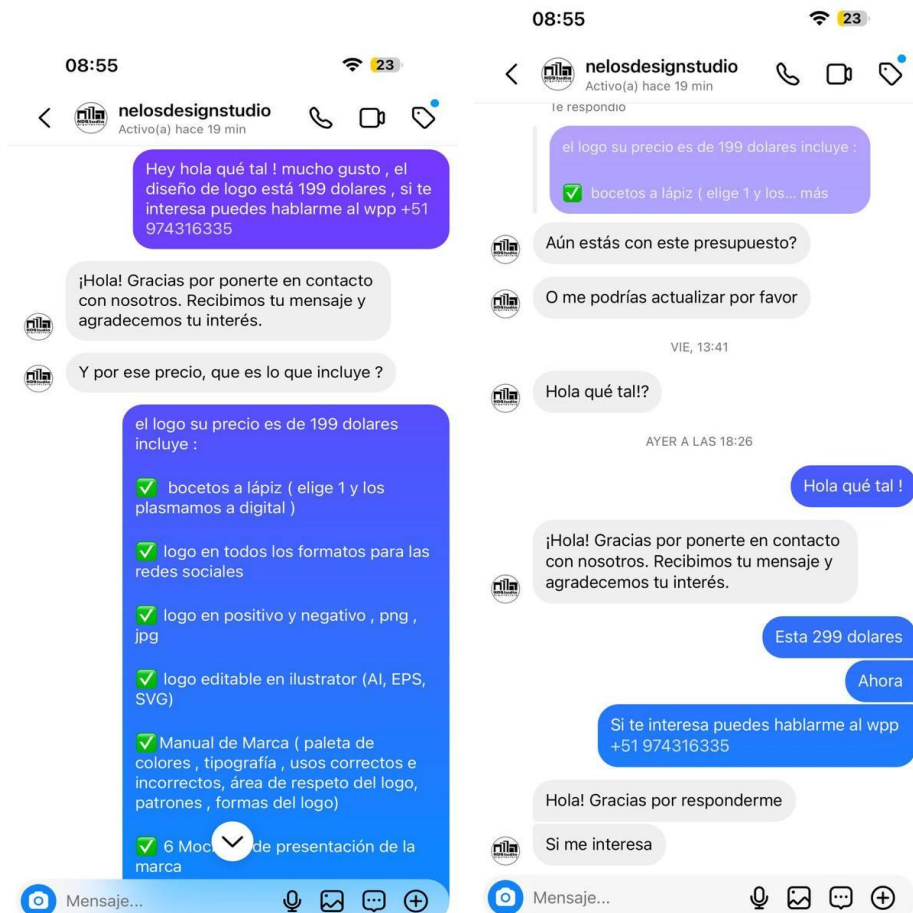 08:55
23
nelosdesignstudio
Activo(a) hace 19 min
Hey hola qué tal ! mucho gusto , el
diseño de logo está 199 dolares , si te
interesa puedes hablarme al wpp +51
974316335
¡Hola! Gracias por ponerte en contacto
con nosotros. Recibimos tu mensaje y
agradecemos tu interés.
Y por ese precio, que es lo que incluye ?
el logo su precio es de 199 dolares
incluye :
✅ bocetos a lápiz ( elige 1 y los
plasmamos a digital )
✅ logo en todos los formatos para las
redes sociales
✅ logo en positivo y negativo , png ,
jpg
✅ logo editable en ilustrator (AI, EPS,
SVG)
✅Manual de Marca ( paleta de
colores , tipografía , usos correctos e
incorrectos, área de respeto del logo,
patrones , formas del logo)
✅ 6 de presentación de la
marca
Mensaje...
08:55
23
nelosdesignstudio
Activo(a) hace 19 min
Te respondió
el logo su precio es de 199 dolares incluye :
✅ bocetos a lápiz ( elige 1 y los... más
Aún estás con este presupuesto?
O me podrías actualizar por favor
VIE, 13:41
Hola qué tal!?
AYER A LAS 18:26
Hola qué tal !
¡Hola! Gracias por ponerte en contacto
con nosotros. Recibimos tu mensaje y
agradecemos tu interés.
Esta 299 dolares
Ahora
Si te interesa puedes hablarme al wpp
+51 974316335
Hola! Gracias por responderme
Si me interesa
Mensaje...